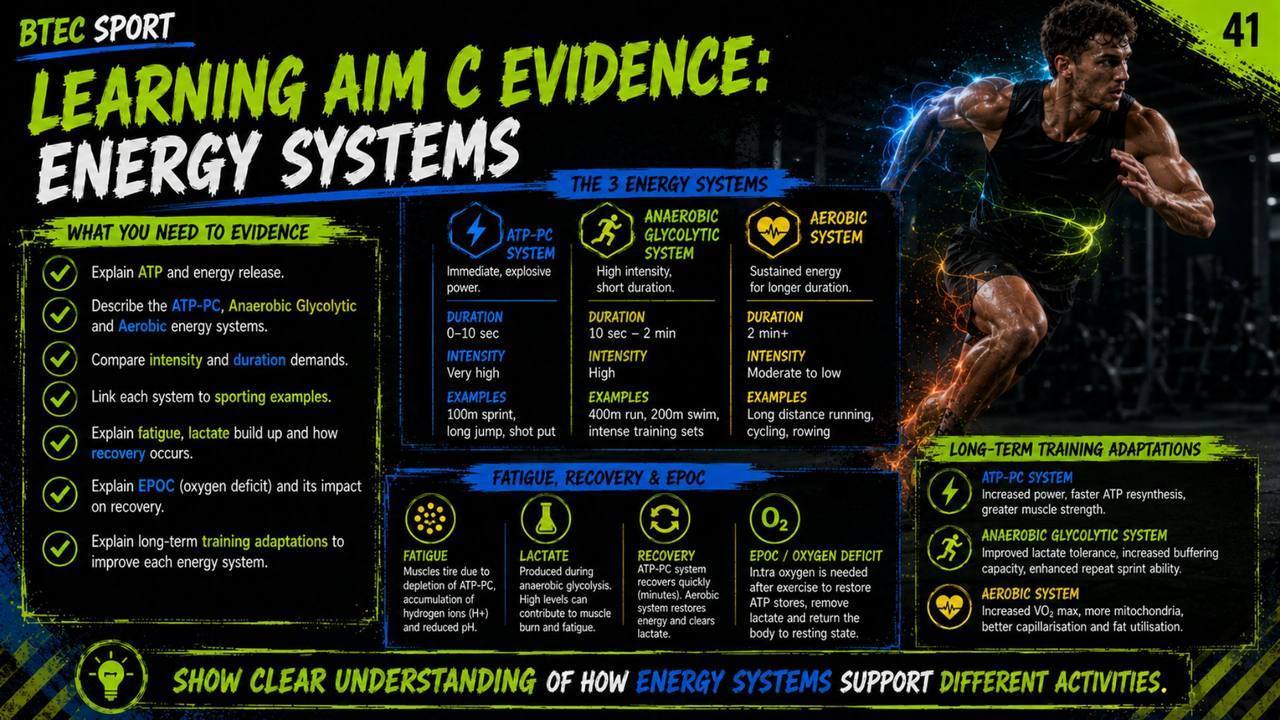 BTEC SPORT
41
LEARNING AIM C EVIDENCE:
ENERGY SYSTEMS
WHAT YOU NEED TO EVIDENCE
Explain ATP and energy release.
Describe the ATP-PC, Anaerobic Glycolytic
and Aerobic energy systems.
Compare intensity and duration demands.
Link each system to sporting examples.
Explain fatigue, lactate build up and how
recovery occurs.
Explain EPOC (oxygen deficit) and its impact
on recovery.
Explain long-term training adaptations to
improve each energy system.
THE 3 ENERGY SYSTEMS
ATP-PC
SYSTEM
Immediate, explosive
power.
DURATION
0–10 sec
INTENSITY
Very high
EXAMPLES
100m sprint,
long jump, shot put
ANAEROBIC
GLYCOLYTIC
SYSTEM
High intensity,
short duration.
DURATION
10 sec – 2 min
INTENSITY
High
EXAMPLES
400m run, 200m swim,
intense training sets
AEROBIC
SYSTEM
Sustained energy
for longer duration.
DURATION
2 min+
INTENSITY
Moderate to low
EXAMPLES
Long distance running,
cycling, rowing
FATIGUE, RECOVERY & EPOC
FATIGUE
Muscles tire due to
depletion of ATP-PC,
accumulation of
hydrogen ions (H+)
and reduced pH.
LACTATE
Produced during
anaerobic glycolysis.
High levels can
contribute to muscle
burn and fatigue.
RECOVERY
ATP-PC system
recovers quickly
(minutes). Aerobic
system restores
energy and clears
lactate.
O₂
EPOC / OXYGEN DEFICIT
In.tra oxygen is needed
after exercise to restore
ATP stores, remove
lactate and return the
body to resting state.
LONG-TERM TRAINING ADAPTATIONS
ATP-PC SYSTEM
Increased power, faster ATP resynthesis,
greater muscle strength.
ANAEROBIC GLYCOLYTIC SYSTEM
Improved lactate tolerance, increased buffering
capacity, enhanced repeat sprint ability.
AEROBIC SYSTEM
Increased VO₂ max, more mitochondria,
better capillarisation and fat utilisation.
SHOW CLEAR UNDERSTANDING OF HOW ENERGY SYSTEMS SUPPORT DIFFERENT ACTIVITIES.